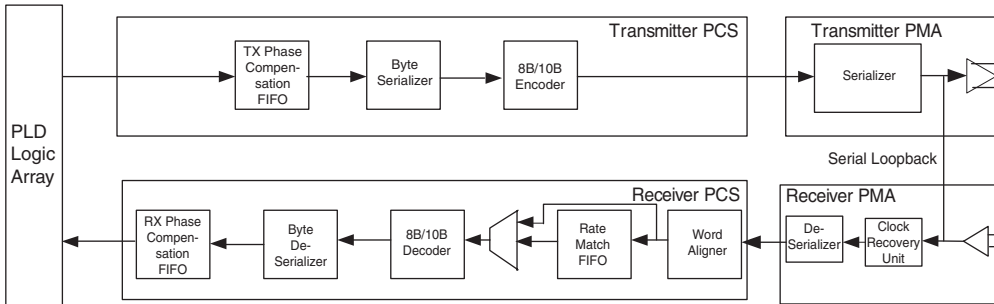 PLD
Logic
Array
Transmitter PCS
TX Phase
Compen-
sation
FIFO
Byte
Serializer
8B/10B
Encoder
Transmitter PMA
Serializer
Serial Loopback
Receiver PCS
RX Phase
Compen-
sation
FIFO
Byte
De-
Serializer
8B/10B
Decoder
Rate
Match
FIFO
Word
Aligner
Receiver PMA
De-
Serializer
Clock
Recovery
Unit